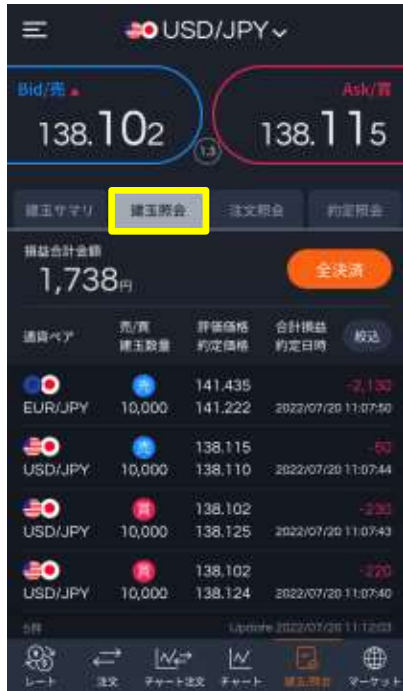 USD/JPY
Bid/売 Ask/買
138.102 138.115
1.3
建玉サマリ 建玉照会 注文照会 約定照会
損益合計金額
1,738円 全決済
通貨ペア 売/買 評価価格 合計損益 絞込
建玉数量 約定価格 約定日時
売 141.435 -2,130
EUR/JPY 10,000 141.222 2022/07/20 11:07:50
売 138.115 -50
USD/JPY 10,000 138.110 2022/07/20 11:07:44
買 138.102 -230
USD/JPY 10,000 138.125 2022/07/20 11:07:43
買 138.102 -220
USD/JPY 10,000 138.124 2022/07/20 11:07:40
5件 Update 2022/07/20 11:12:03
レート 注文 チャート注文 チャート 建玉/照会 マーケット